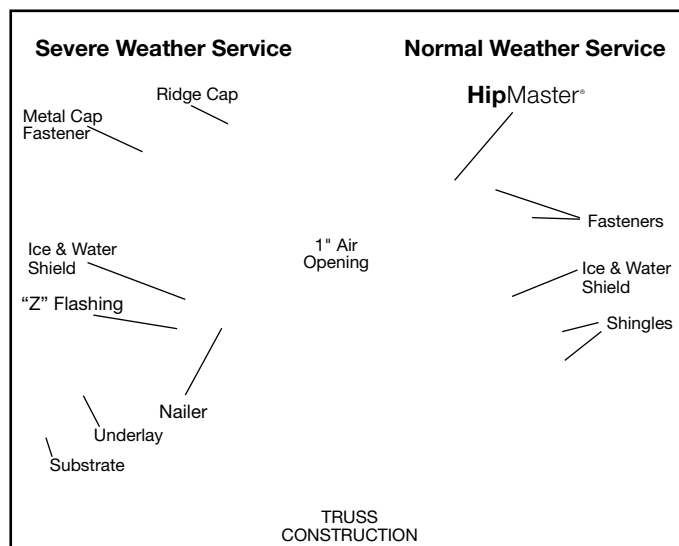 Severe Weather Service
Normal Weather Service
Ridge Cap
HipMaster®
Metal Cap
Fastener
Fasteners
1" Air
Opening
Ice & Water
Shield
Ice & Water
Shield
“Z” Flashing
Shingles
Nailer
Underlay
Substrate
TRUSS
CONSTRUCTION